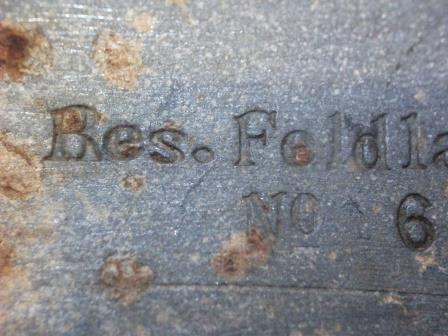 Res. Feldla
No 6